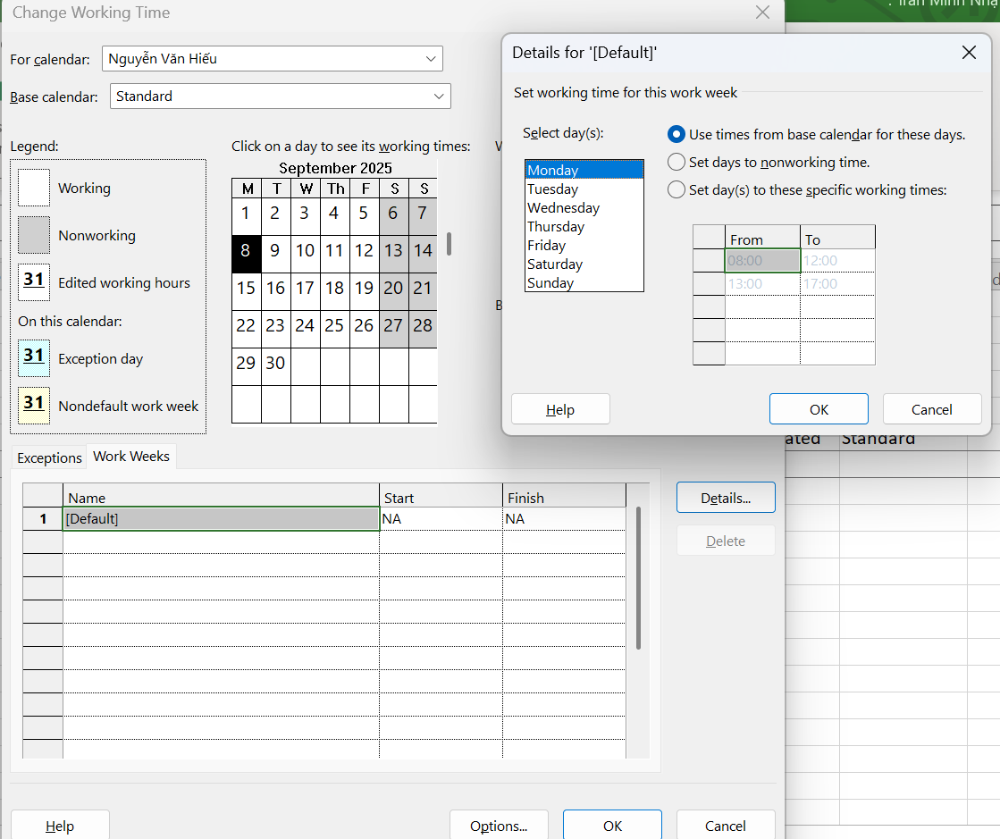 Change Working Time
: Trần Minh Nhậ
For calendar: Nguyễn Văn Hiếu
Base calendar: Standard
Legend:
Working
Nonworking
31 Edited working hours
On this calendar:
31 Exception day
31 Nondefault work week
Click on a day to see its working times:
September 2025
M T W Th F S S
1 2 3 4 5 6 7
8 9 10 11 12 13 14
15 16 17 18 19 20 21
22 23 24 25 26 27 28
29 30
W
B
Details for '[Default]'
Set working time for this work week
Select day(s):
Monday
Tuesday
Wednesday
Thursday
Friday
Saturday
Sunday
Use times from base calendar for these days.
Set days to nonworking time.
Set day(s) to these specific working times:
From To
08:00 12:00
13:00 17:00
Help OK Cancel
d
ated Standard
Exceptions Work Weeks
Name Start Finish
1 [Default] NA NA
Details...
Delete
Help Options... OK Cancel